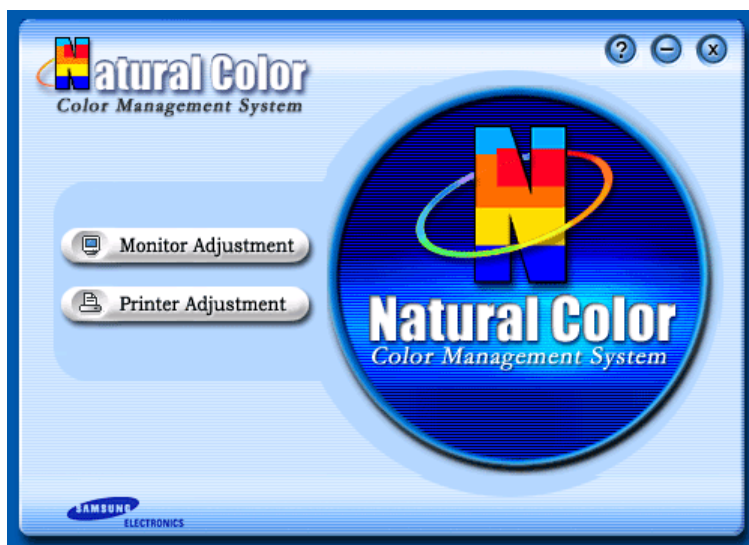 Natural Color
Color Management System
? − x
Monitor Adjustment
Printer Adjustment
N
Natural Color
Color Management System
SAMSUNG
ELECTRONICS